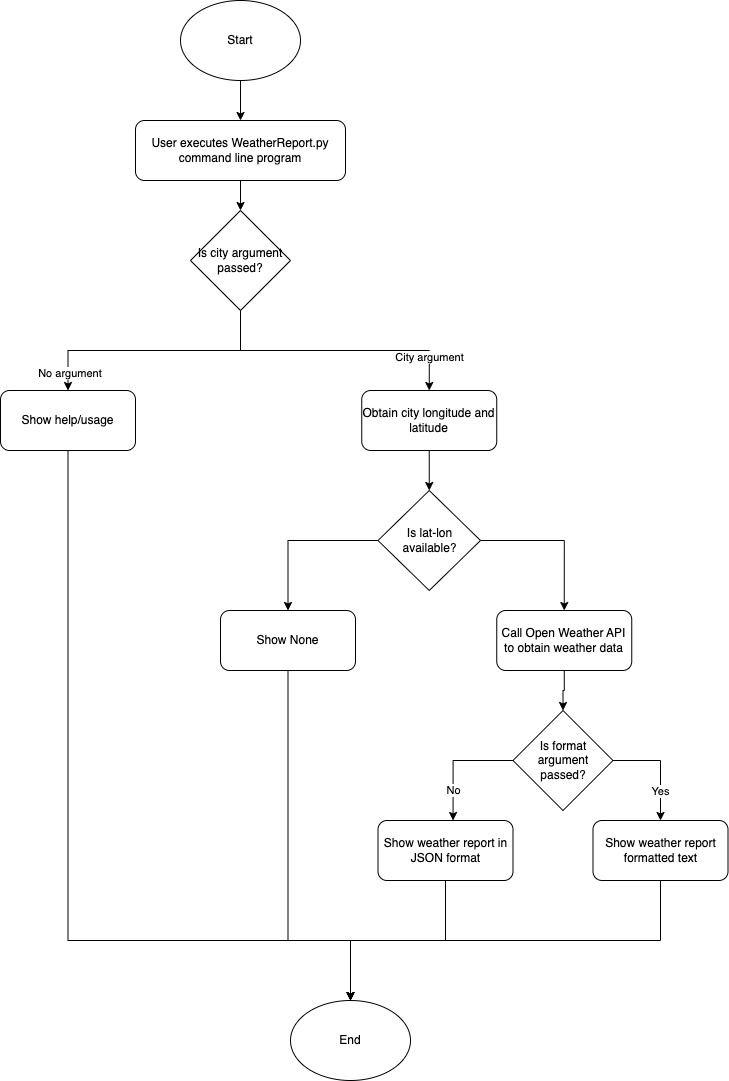 Start
User executes WeatherReport.py
command line program
Is city argument
passed?
City argument
No argument
Show help/usage
Obtain city longitude and
latitude
Is lat-lon
available?
Show None
Call Open Weather API
to obtain weather data
Is format
argument
passed?
No
Yes
Show weather report in
JSON format
Show weather report
formatted text
End